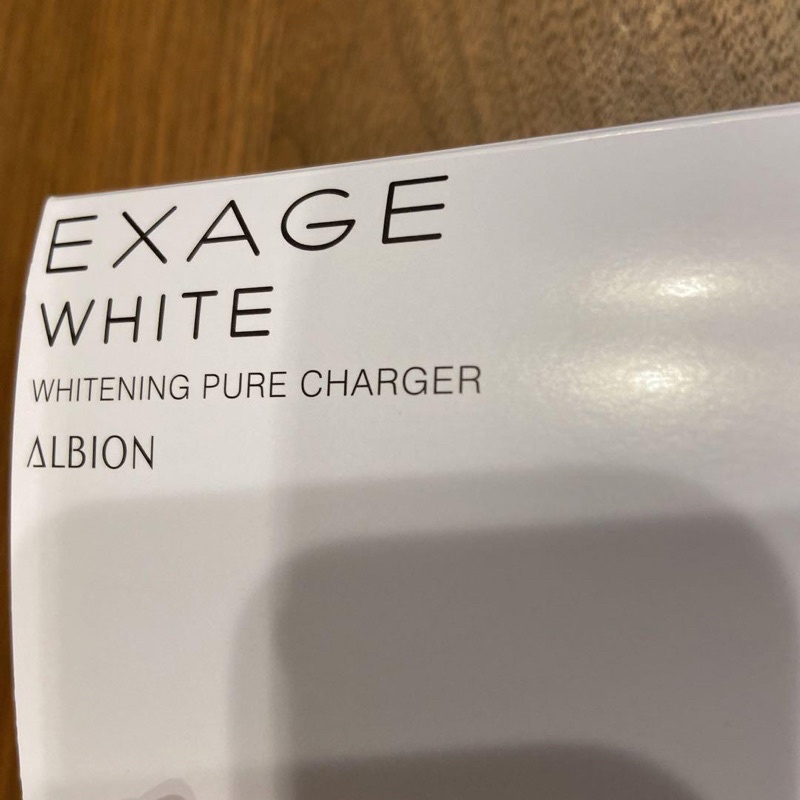 EXAGE
WHITE
WHITENING PURE CHARGER
ALBION